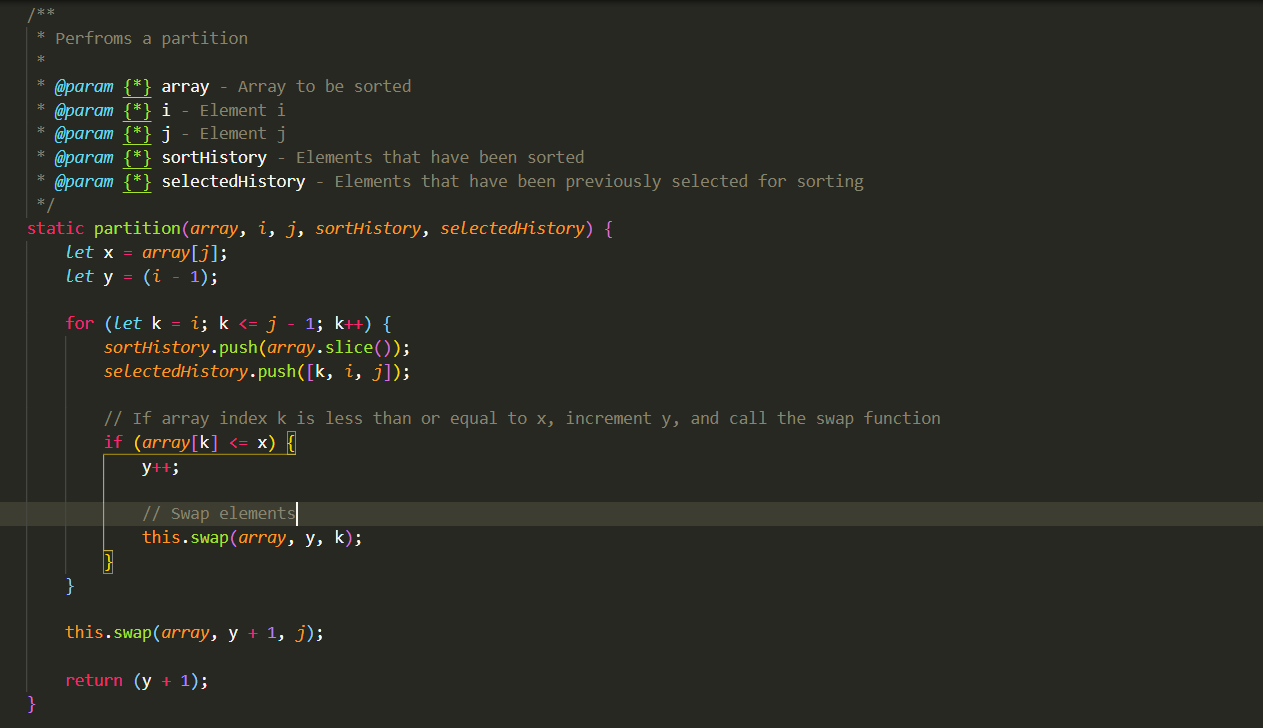 /**
 * Perfroms a partition
 *
 * @param {*} array - Array to be sorted
 * @param {*} i - Element i
 * @param {*} j - Element j
 * @param {*} sortHistory - Elements that have been sorted
 * @param {*} selectedHistory - Elements that have been previously selected for sorting
 */
static partition(array, i, j, sortHistory, selectedHistory) {
    let x = array[j];
    let y = (i - 1);

    for (let k = i; k <= j - 1; k++) {
        sortHistory.push(array.slice());
        selectedHistory.push([k, i, j]);

        // If array index k is less than or equal to x, increment y, and call the swap function
        if (array[k] <= x) {
            y++;

            // Swap elements
            this.swap(array, y, k);
        }
    }

    this.swap(array, y + 1, j);

    return (y + 1);
}